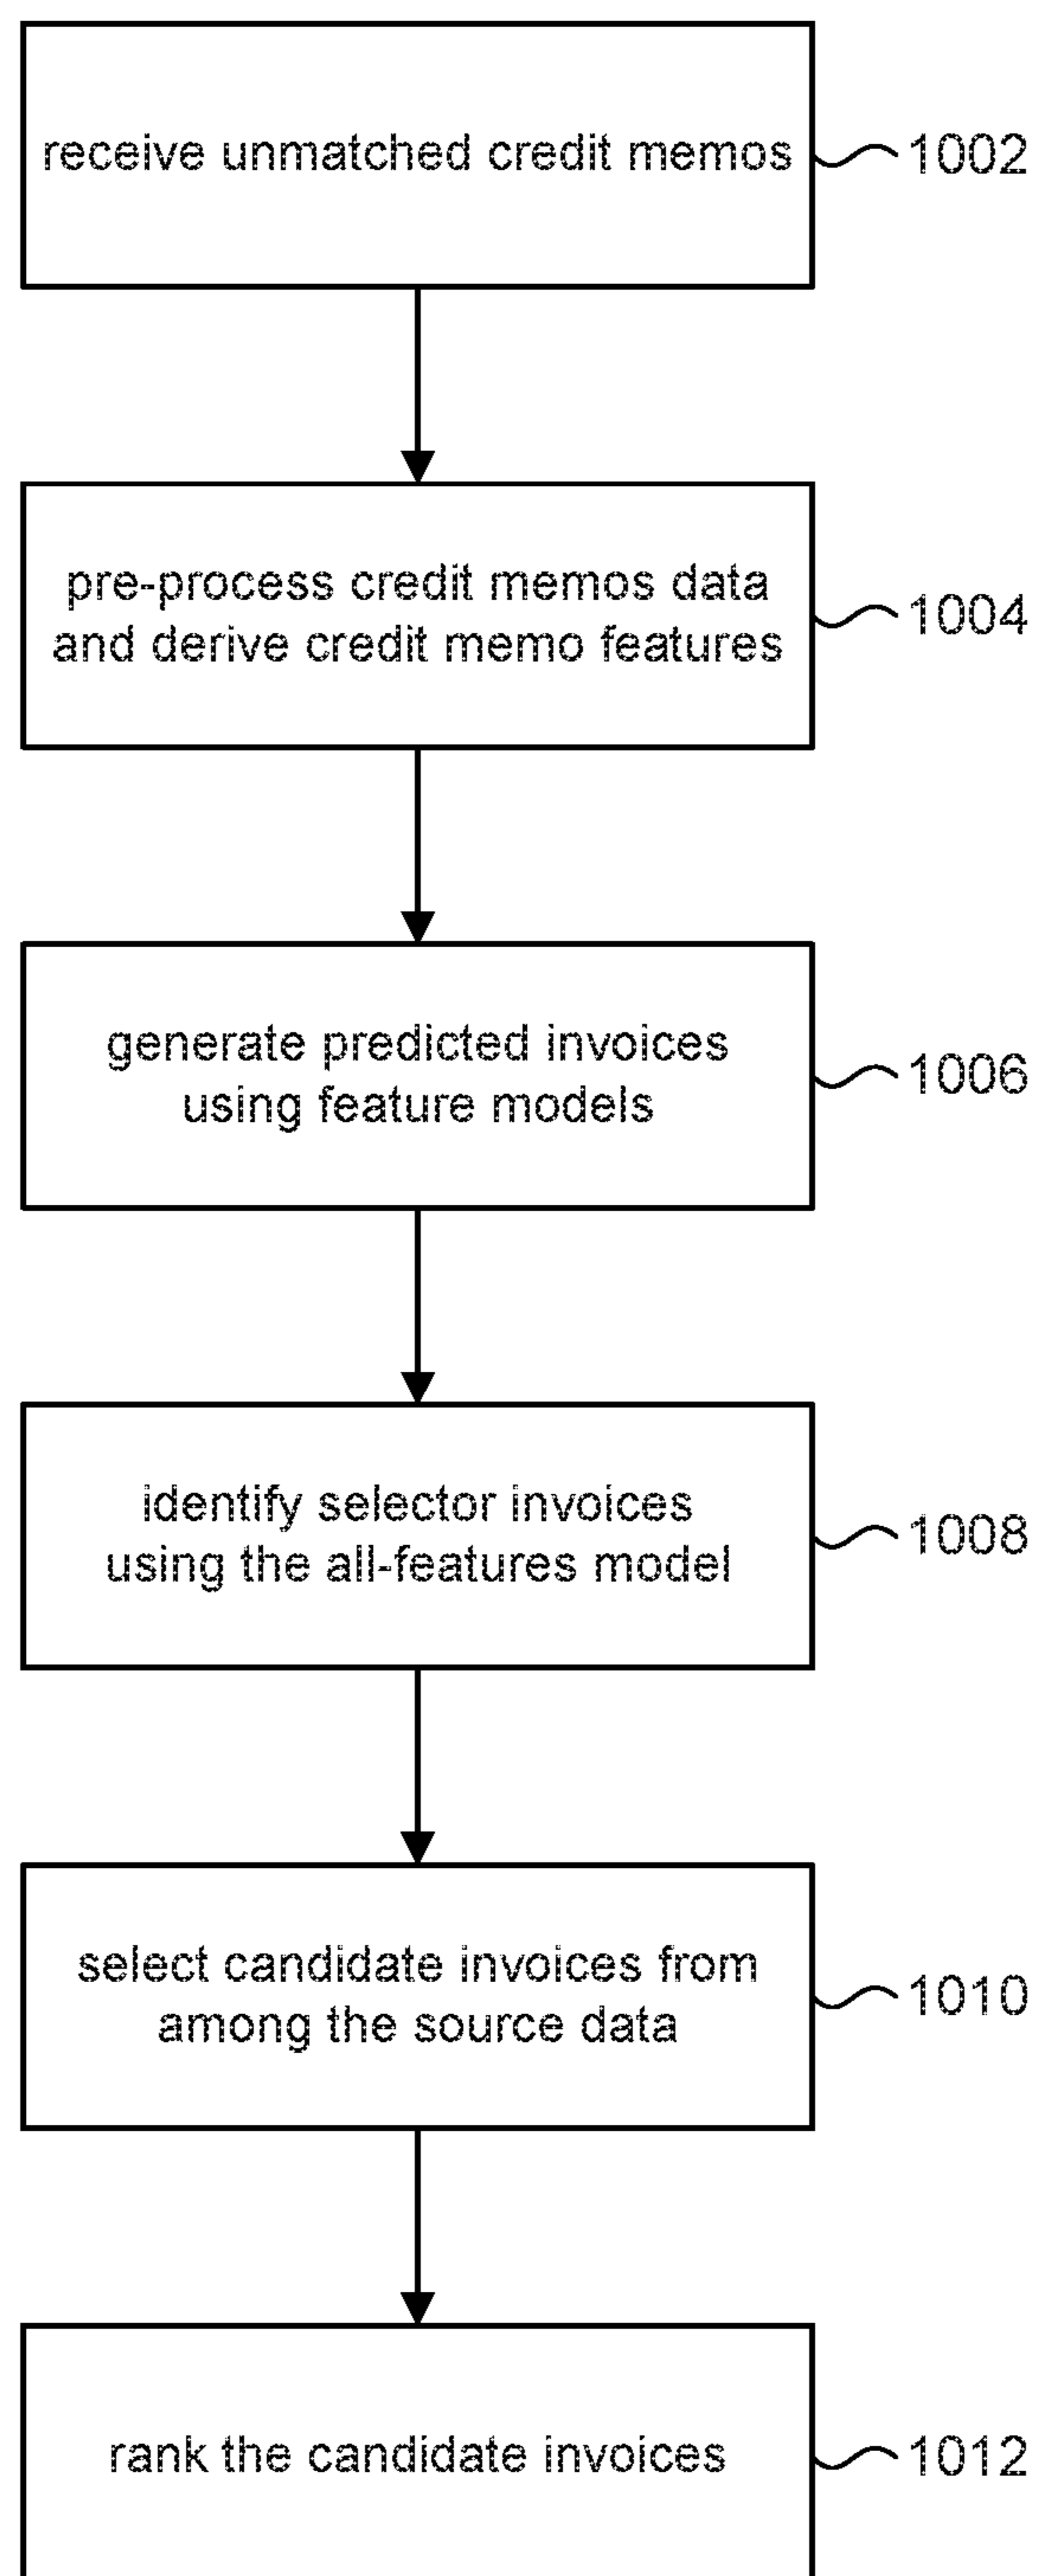 receive unmatched credit memos
1002
pre-process credit memos data
and derive credit memo features
1004
generate predicted invoices
using feature models
1006
identify selector invoices
using the all-features model
1008
select candidate invoices from
among the source data
1010
rank the candidate invoices
1012